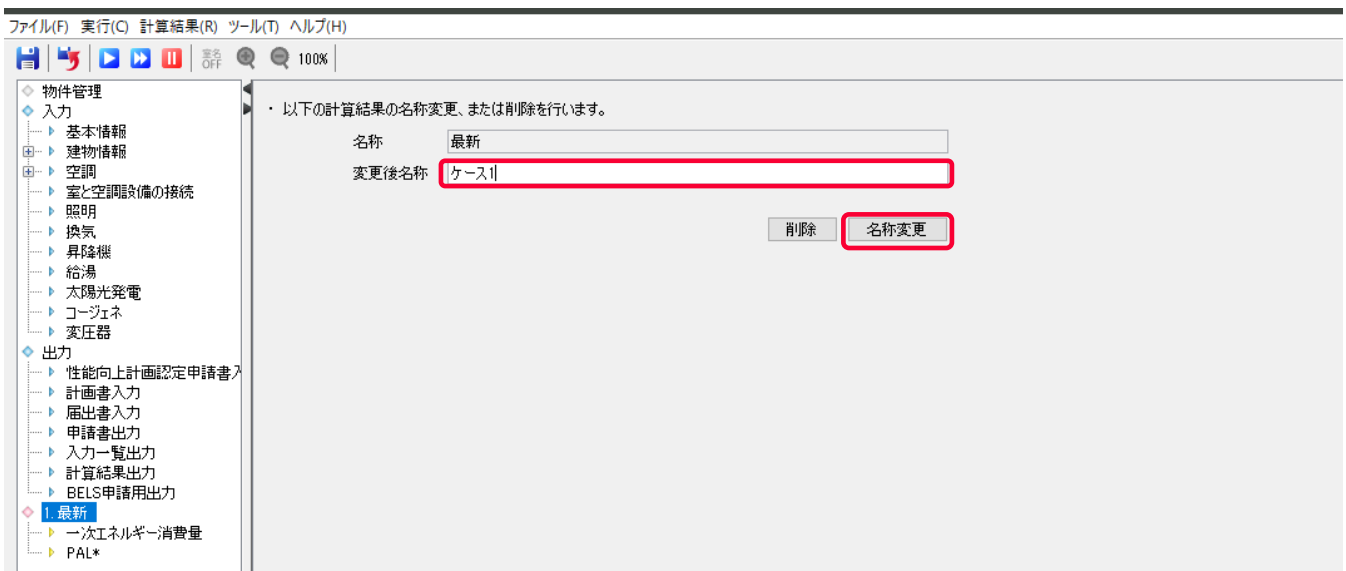 ファイル(F) 実行(C) 計算結果(R) ツール(T) ヘルプ(H)
室名 OFF 100%
物件管理
入力
基本情報
建物情報
空調
室と空調設備の接続
照明
換気
昇降機
給湯
太陽光発電
コージェネ
変圧器
出力
性能向上計画認定申請書入
計画書入力
届出書入力
申請書出力
入力一覧出力
計算結果出力
BELS申請用出力
1.最新
一次エネルギー消費量
PAL*
・以下の計算結果の名称変更、または削除を行います。
名称 最新
変更後名称 ケース1
削除 名称変更